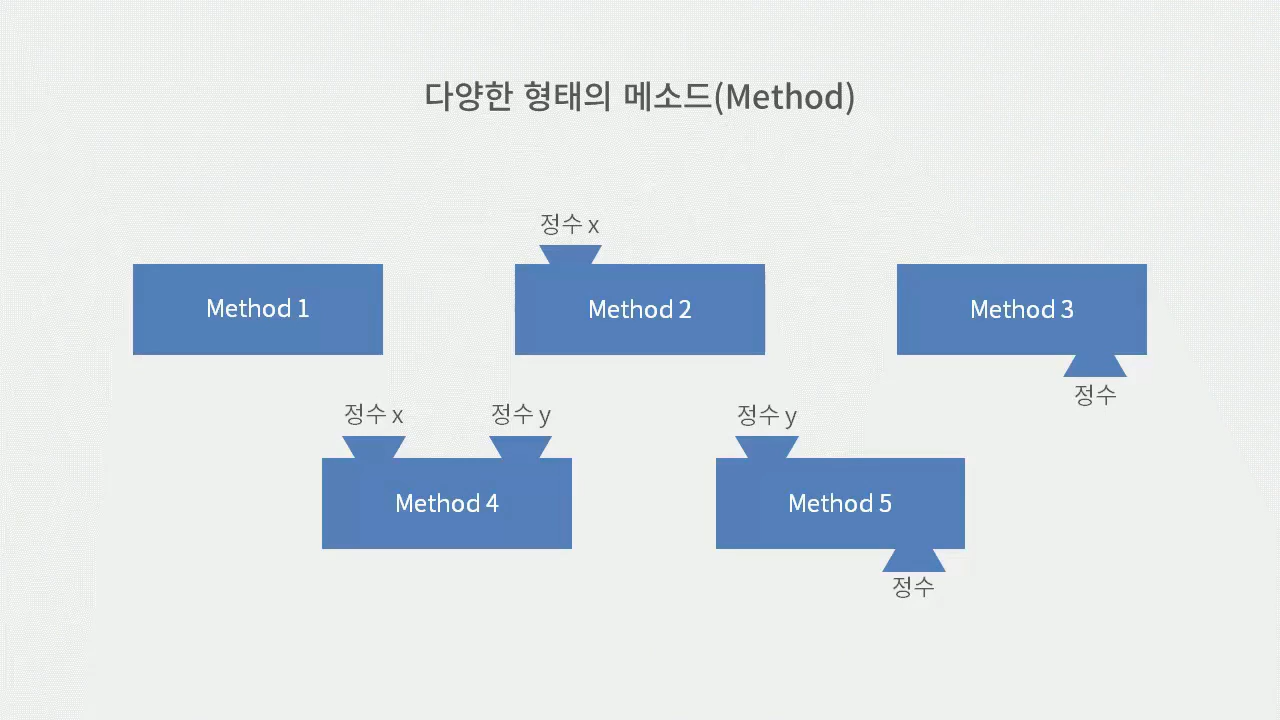 다양한 형태의 메소드(Method)
정수 x
Method 1
Method 2
Method 3
정수
정수 x
정수 y
정수 y
Method 4
Method 5
정수